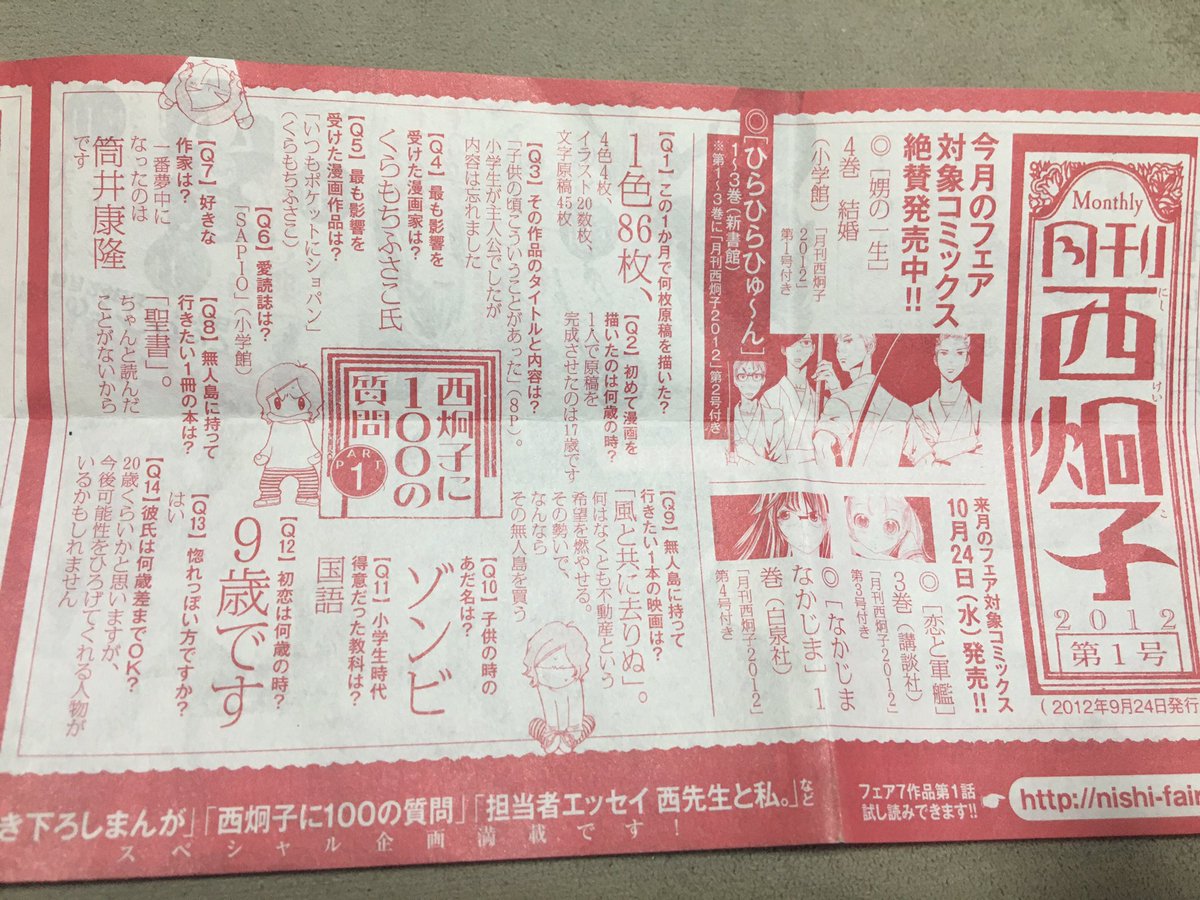 Monthly
月刊
西炯子
にし
けい
こ
2012
第1号
（2012年9月24日発行
今月のフェア
対象コミックス
絶賛発売中!!
◎［娚の一生］
4巻 結婚
（小学館）
「月刊西炯子
2012」
第1号付き
◎［ひらひらひゅ〜ん］
1〜3巻（新書館）
※第1〜3巻に「月刊西炯子2012」第2号付き
来月のフェア対象コミックス
10月24日（水）発売!!
◎［恋と軍艦］
3巻（講談社）
「月刊西炯子2012」
第3号付き
◎［なかじま
なかじま］1
巻（白泉社）
「月刊西炯子2012」
第4号付き
西炯子に
100の
質問
PART
1
【Q1】この1か月で何枚原稿を描いた？
1色86枚、
4色4枚、
イラスト20数枚、
文字原稿45枚
【Q2】初めて漫画を
描いたのは何歳の時？
1人で原稿を
完成させたのは17歳です
【Q3】その作品のタイトルと内容は？
「子供の頃こういうことがあった」（8P）。
小学生が主人公でしたが
内容は忘れました
【Q4】最も影響を
受けた漫画家は？
くらもちふさこ氏
【Q5】最も影響を
受けた漫画作品は？
「いつもポケットにショパン」
（くらもちふさこ）
【Q6】愛読誌は？
「SAPIO」（小学館）
【Q7】好きな
作家は？
一番夢中に
なったのは
筒井康隆
です
【Q8】無人島に持って
行きたい1冊の本は？
「聖書」。
ちゃんと読んだ
ことがないから
【Q9】無人島に持って
行きたい1本の映画は？
「風と共に去りぬ」。
何はなくとも不動産という
希望を燃やせる。
その勢いで、
なんなら
その無人島を買う
【Q10】子供の時の
あだ名は？
ゾンビ
【Q11】小学生時代
得意だった教科は？
国語
【Q12】初恋は何歳の時？
9歳です
【Q13】惚れっぽい方ですか？
はい
【Q14】彼氏は何歳差までOK？
20歳くらいかと思いますが、
今後可能性をひろげてくれる人物が
いるかもしれません
き下ろしまんが」「西炯子に100の質問」「担当者エッセイ 西先生と私。」など
スペシャル企画満載です！
フェア7作品第1話
試し読みできます!!
http://nishi-fair